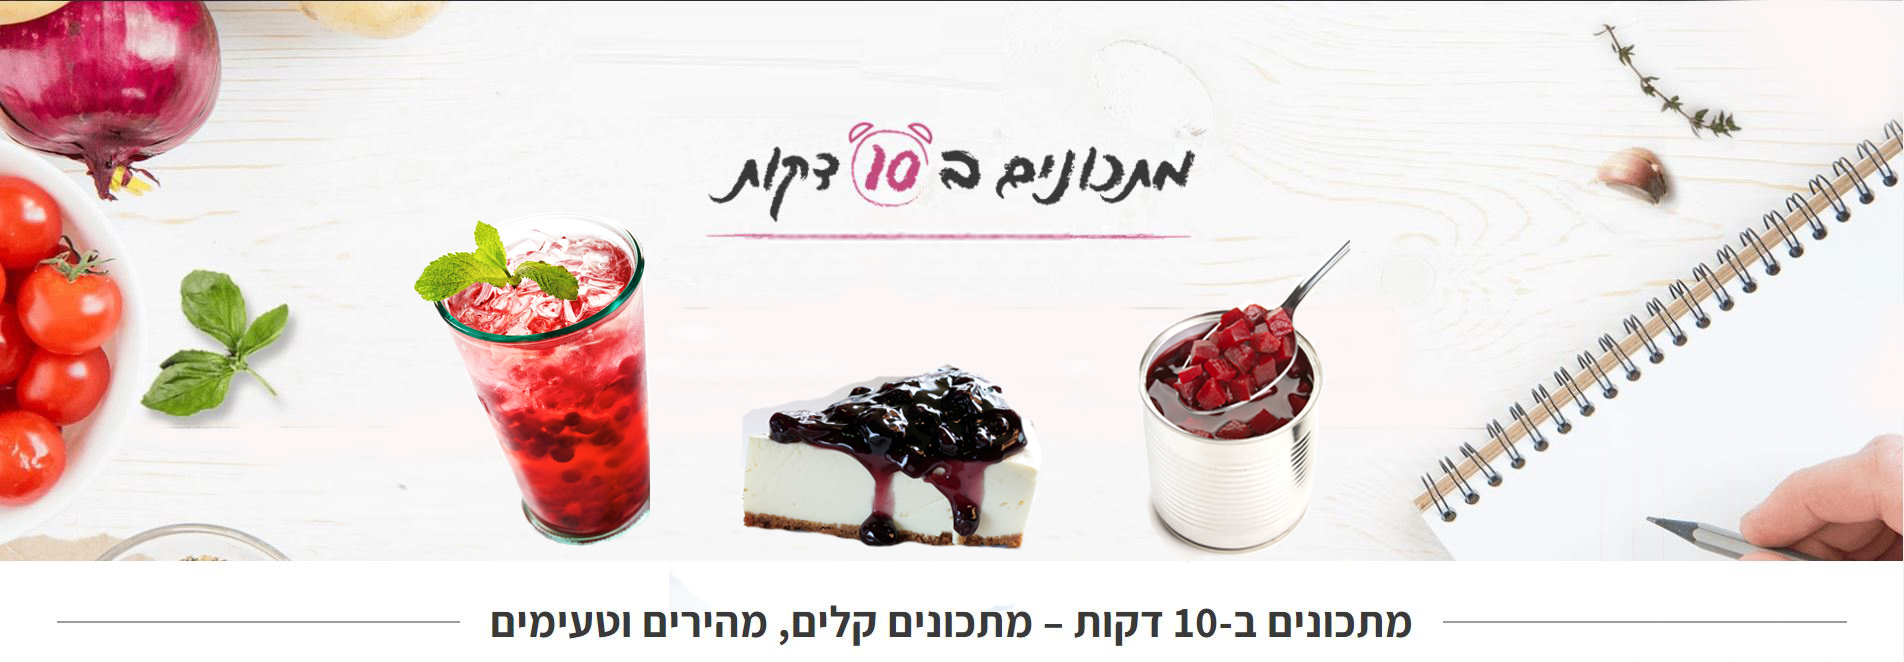 מתכונים ב 10 דקות
מתכונים ב-10 דקות – מתכונים קלים, מהירים וטעימים